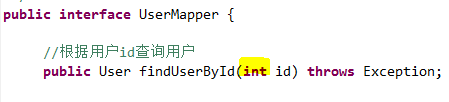 public interface UserMapper {
//根据用户id查询用户
public User findUserById(int id) throws Exception;